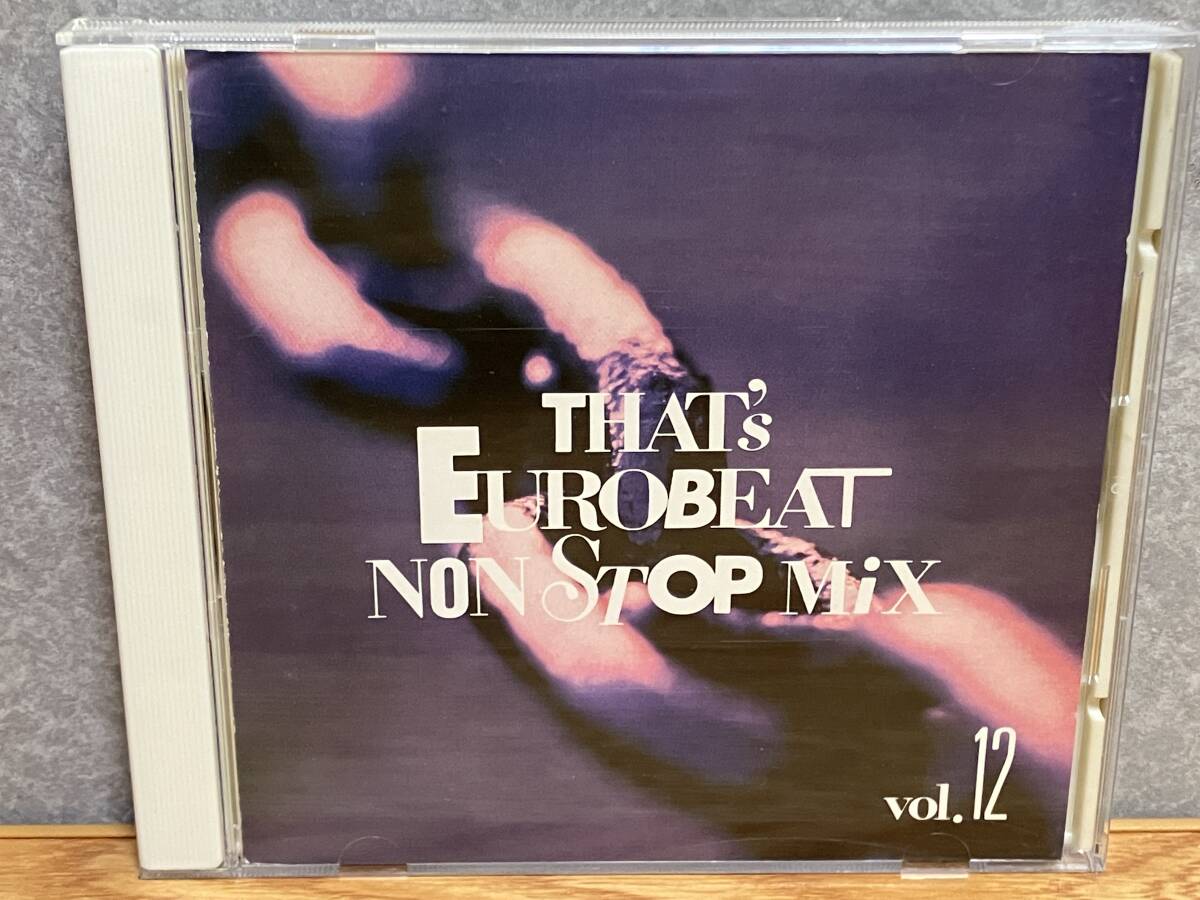 THAT's
EUROBEAT
NON STOP MiX
vol. 12